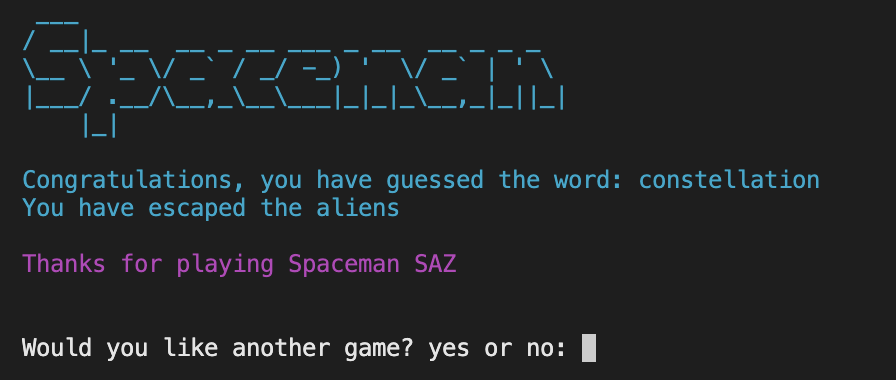 Spaceman
Congratulations, you have guessed the word: constellation
You have escaped the aliens
Thanks for playing Spaceman SAZ
Would you like another game? yes or no: